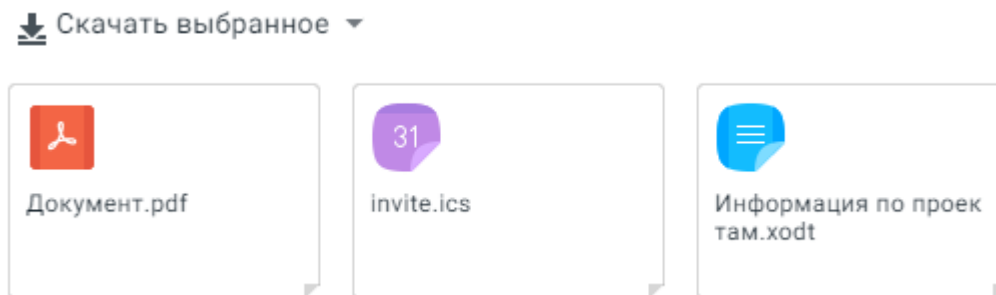 Скачать выбранное
31
Документ.pdf
invite.ics
Информация по проек
там.xodt